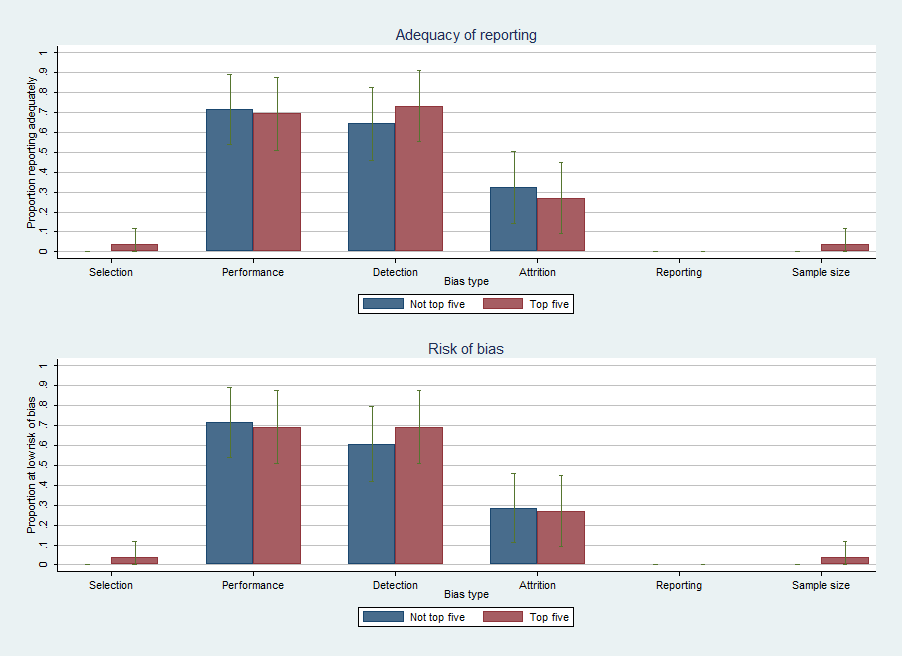 Adequacy of reporting
Proportion reporting adequately
1
.9
.8
.7
.6
.5
.4
.3
.2
.1
0
Selection Performance Detection Attrition Reporting Sample size
Bias type
Not top five Top five
Risk of bias
Proportion at low risk of bias
1
.9
.8
.7
.6
.5
.4
.3
.2
.1
0
Selection Performance Detection Attrition Reporting Sample size
Bias type
Not top five Top five